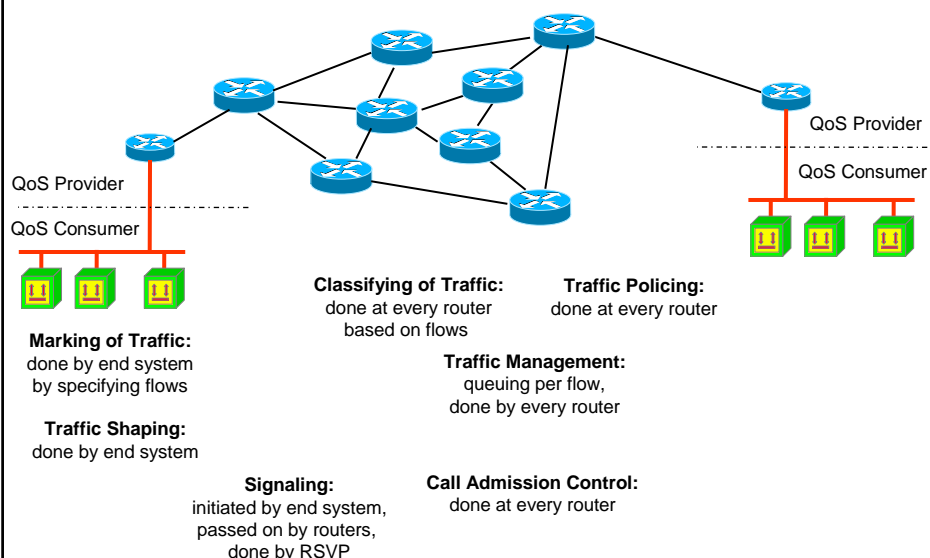 QoS Provider
QoS Consumer
QoS Provider
QoS Consumer
Classifying of Traffic:
done at every router
based on flows
Traffic Policing:
done at every router
Marking of Traffic:
done by end system
by specifying flows
Traffic Management:
queuing per flow,
done by every router
Traffic Shaping:
done by end system
Signaling:
initiated by end system,
passed on by routers,
done by RSVP
Call Admission Control:
done at every router